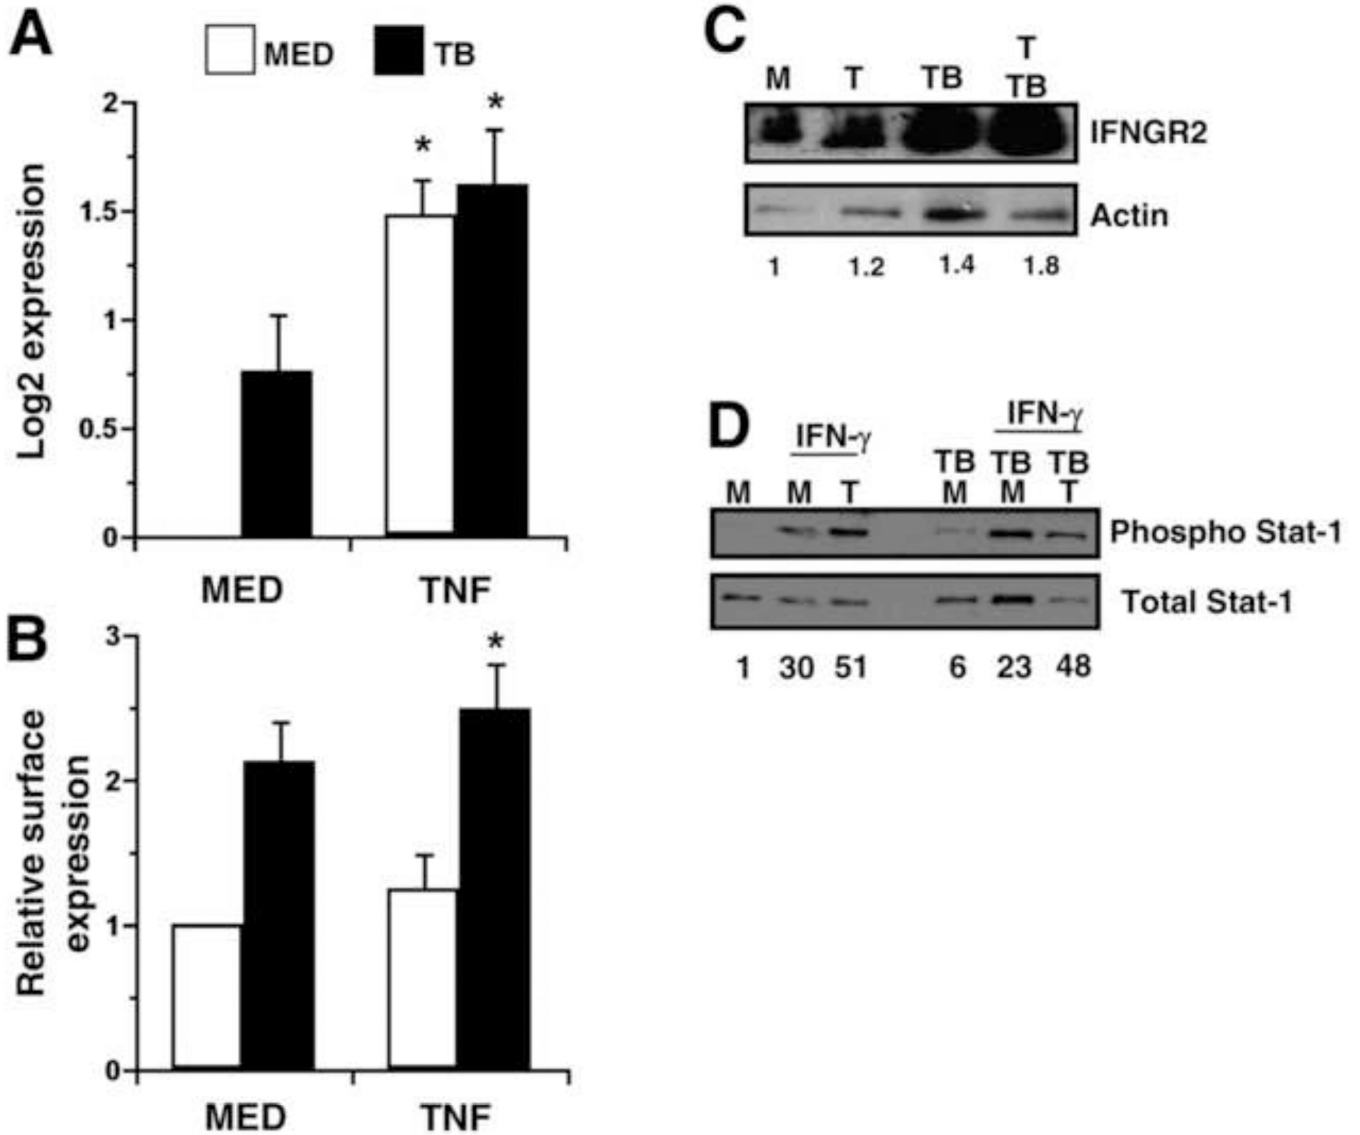 A
MED TB
Log2 expression
2
1.5
1
0.5
0
* *
MED TNF
B
Relative surface
expression
3
2
1
0
*
MED TNF
C
T
M T TB TB
IFNGR2
Actin
1 1.2 1.4 1.8
D
IFN-γ IFN-γ
TB TB TB
M M T M M T
Phospho Stat-1
Total Stat-1
1 30 51 6 23 48